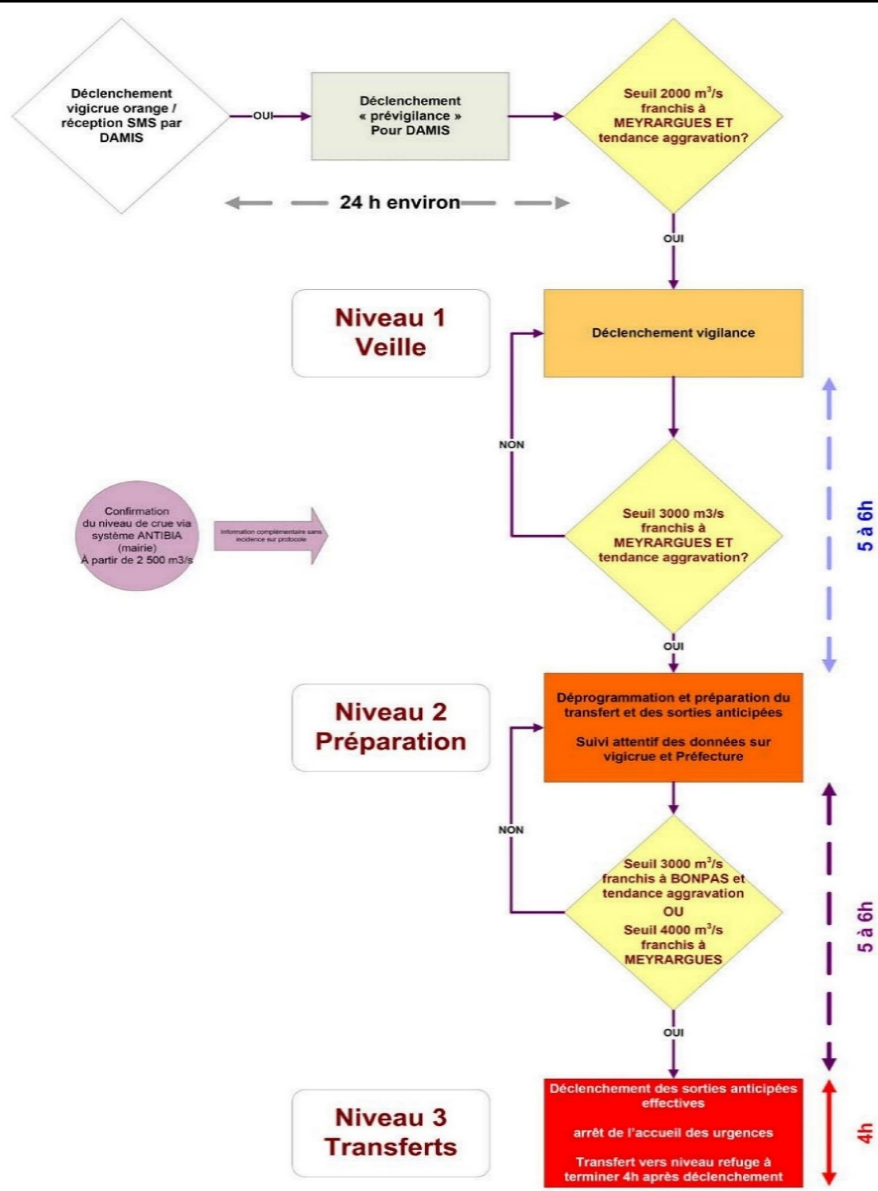 Déclenchement
vigicrue orange /
réception SMS par
DAMIS
OUI
Déclenchement
« prévigilance »
Pour DAMIS
Seuil 2000 m³/s
franchis à
MEYRARGUES ET
tendance aggravation?
24 h environ
OUI
Niveau 1
Veille
Déclenchement vigilance
NON
Confirmation
du niveau de crue via
système ANTIBIA
(mairie)
À partir de 2 500 m3/s
Information complémentaire sans
incidence sur protocole
Seuil 3000 m3/s
franchis à
MEYRARGUES ET
tendance aggravation?
5 à 6h
OUI
Niveau 2
Préparation
Déprogrammation et préparation du
transfert et des sorties anticipées
Suivi attentif des données sur
vigicrue et Préfecture
NON
Seuil 3000 m³/s
franchis à BONPAS et
tendance aggravation
OU
Seuil 4000 m³/s
franchis à
MEYRARGUES
5 à 6h
OUI
Niveau 3
Transferts
Déclenchement des sorties anticipées
effectives
arrêt de l'accueil des urgences
Transfert vers niveau refuge à
terminer 4h après déclenchement
4h